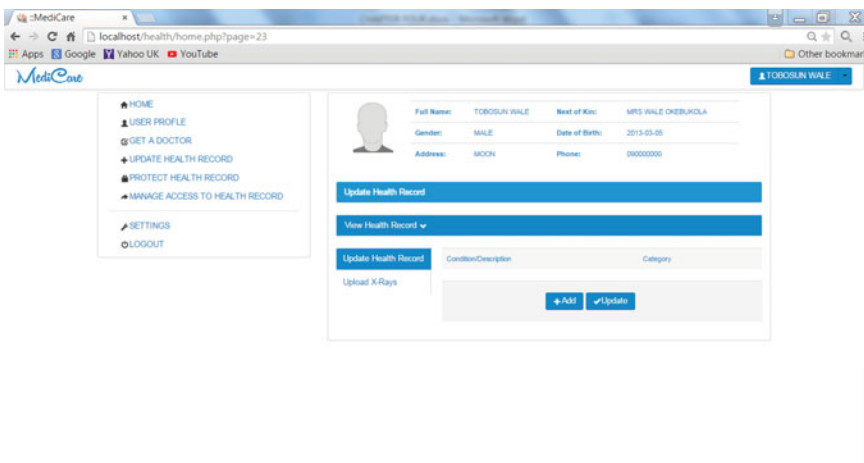 ::MediCare
localhost/health/home.php?page=23
Apps Google Yahoo UK YouTube Other bookmar
MediCare
TOBOSUN WALE
HOME
USER PROFLE
GET A DOCTOR
UPDATE HEALTH RECORD
PROTECT HEALTH RECORD
MANAGE ACCESS TO HEALTH RECORD
SETTINGS
LOGOUT
Full Name: TOBOSUN WALE Next of Kin: MRS WALE OKEBUKOLA
Gender: MALE Date of Birth: 2013-03-05
Address: MOON Phone: 090000000
Update Health Record
View Health Record
Update Health Record Condition/Description Category
Upload X-Rays
Add Update